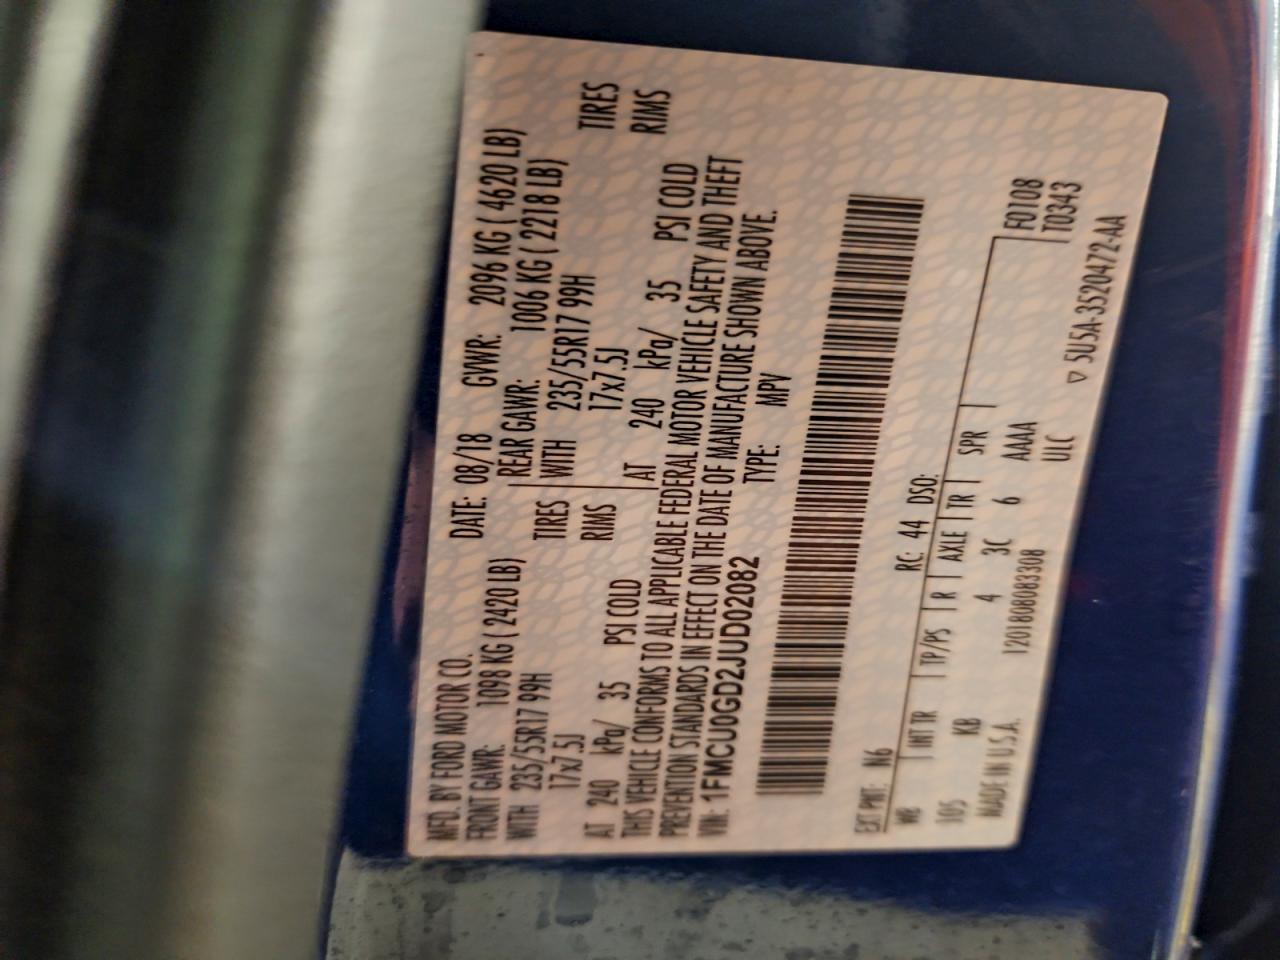 MFD. BY FORD MOTOR CO. DATE: 08/18 GVWR: 2096 KG ( 4620 LB)
FRONT GAWR: 1098 KG ( 2420 LB) REAR GAWR: 1006 KG ( 2218 LB)
WITH 235/55R17 99H TIRES WITH 235/55R17 99H TIRES
17x7.5J RIMS 17x7.5J RIMS
AT 240 kPa/ 35 PSI COLD AT 240 kPa/ 35 PSI COLD
THIS VEHICLE CONFORMS TO ALL APPLICABLE FEDERAL MOTOR VEHICLE SAFETY AND THEFT
PREVENTION STANDARDS IN EFFECT ON THE DATE OF MANUFACTURE SHOWN ABOVE.
VIN: 1FMCU0GD2JUD02082 TYPE: MPV
EXT PNT: N6 RC: 44 DSO: F0108
WB INT TR TP/PS R AXLE TR SPR T0343
105 KB 4 3C 6 AAAA
MADE IN U.S.A. 1201808083308 ULC ▽ 5U5A-3520472-AA